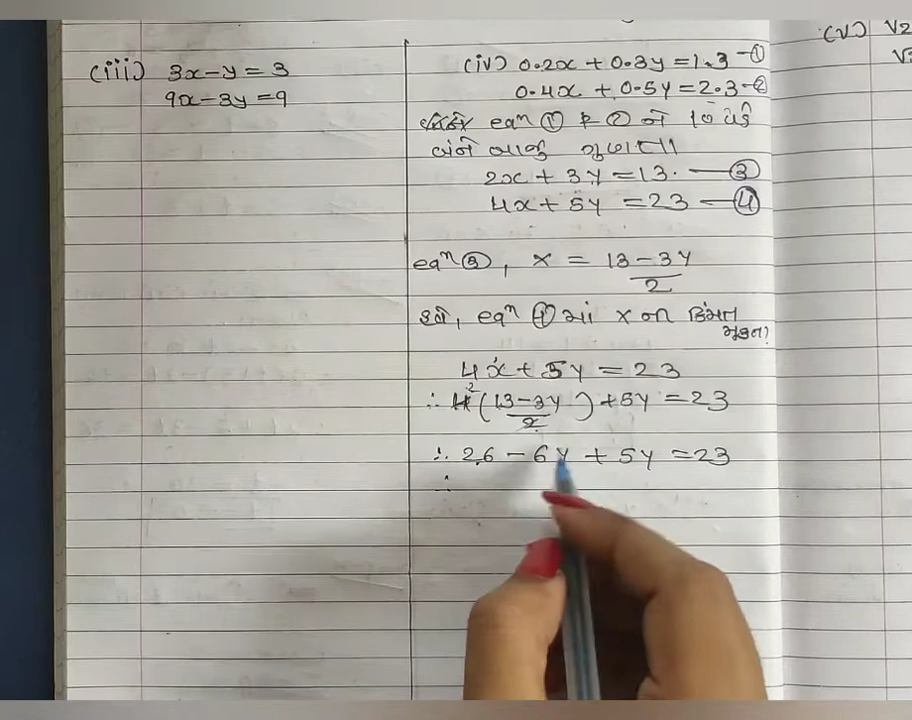 (iii) 3x-y=3
9x-3y=9
(iv) 0.2x + 0.3y = 1.3 -①
0.4x + 0.5y = 2.3 -②
eqⁿ ① & ② ને 10 વડે
બંને બાજુ ગુણતા
2x + 3y = 13. — ③
4x + 5y = 23 — ④
eqⁿ ③, x = 13-3y
2
હવે, eqⁿ ④ માં x ની કિંમત
મુકતા
4x + 5y = 23
∴ 4² (13-3y) + 5y = 23
2
∴ 26 - 6y + 5y = 23
∴
(v) √2